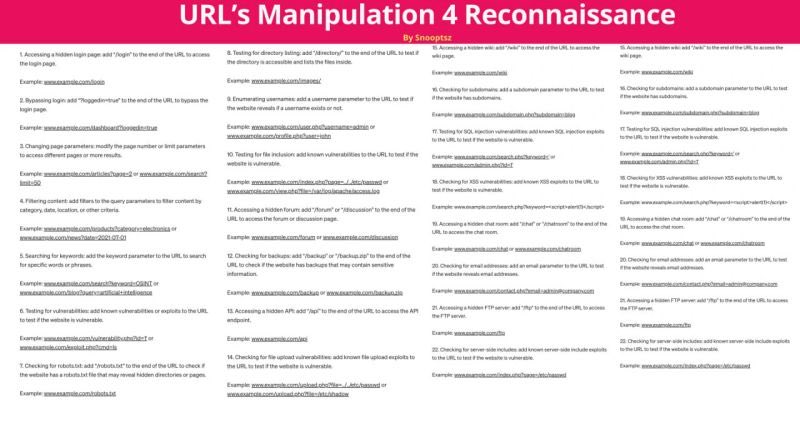 URL's Manipulation 4 Reconnaissance
By Snooptsz
1. Accessing a hidden login page: add "/login" to the end of the URL to access
the login page.
Example: www.example.com/login
2. Bypassing login: add "?loggedin=true" to the end of the URL to bypass the
login page.
Example: www.example.com/dashboard?loggedin=true
3. Changing page parameters: modify the page number or limit parameters
to access different pages or more results.
Example: www.example.com/articles?page=2 or www.example.com/search?
limit=50
4. Filtering content: add filters to the query parameters to filter content by
category, date, location, or other criteria.
Example: www.example.com/products?category=electronics or
www.example.com/news?date=2021-07-01
5. Searching for keywords: add the keyword parameter to the URL to search
for specific words or phrases.
Example: www.example.com/search?keyword=OSINT or
www.example.com/blog?query=artificial+intelligence
6. Testing for vulnerabilities: add known vulnerabilities or exploits to the URL
to test if the website is vulnerable.
Example: www.example.com/vulnerability.php?id=1' or
www.example.com/exploit.php?cmd=ls
7. Checking for robots.txt: add "/robots.txt" to the end of the URL to check if
the website has a robots.txt file that may reveal hidden directories or pages.
Example: www.example.com/robots.txt
8. Testing for directory listing: add "/directory/" to the end of the URL to test if
the directory is accessible and lists the files inside.
Example: www.example.com/images/
9. Enumerating usernames: add a username parameter to the URL to test if
the website reveals if a username exists or not.
Example: www.example.com/user.php?username=admin or
www.example.com/profile.php?user=john
10. Testing for file inclusion: add known vulnerabilities to the URL to test if the
website is vulnerable.
Example: www.example.com/index.php?page=../../etc/passwd or
www.example.com/view.php?file=/var/log/apache/access.log
11. Accessing a hidden forum: add "/forum" or "/discussion" to the end of the
URL to access the forum or discussion page.
Example: www.example.com/forum or www.example.com/discussion
12. Checking for backups: add "/backup" or "/backup.zip" to the end of the
URL to check if the website has backups that may contain sensitive
information.
Example: www.example.com/backup or www.example.com/backup.zip
13. Accessing a hidden API: add "/api" to the end of the URL to access the API
endpoint.
Example: www.example.com/api
14. Checking for file upload vulnerabilities: add known file upload exploits to
the URL to test if the website is vulnerable.
Example: www.example.com/upload.php?file=../../etc/passwd or
www.example.com/upload.php?file=/etc/shadow
15. Accessing a hidden wiki: add "/wiki" to the end of the URL to access the
wiki page.
Example: www.example.com/wiki
16. Checking for subdomains: add a subdomain parameter to the URL to test
if the website has subdomains.
Example: www.example.com/subdomain.php?subdomain=blog
17. Testing for SQL injection vulnerabilities: add known SQL injection exploits
to the URL to test if the website is vulnerable.
Example: www.example.com/search.php?keyword=' or
www.example.com/admin.php?id=1'
18. Checking for XSS vulnerabilities: add known XSS exploits to the URL to
test if the website is vulnerable.
Example: www.example.com/search.php?keyword=<script>alert(1)</script>
19. Accessing a hidden chat room: add "/chat" or "/chatroom" to the end of the
URL to access the chat room.
Example: www.example.com/chat or www.example.com/chatroom
20. Checking for email addresses: add an email parameter to the URL to test
if the website reveals email addresses.
Example: www.example.com/contact.php?email=admin@company.com
21. Accessing a hidden FTP server: add "/ftp" to the end of the URL to access
the FTP server.
Example: www.example.com/ftp
22. Checking for server-side includes: add known server-side include exploits
to the URL to test if the website is vulnerable.
Example: www.example.com/index.php?page=/etc/passwd
15. Accessing a hidden wiki: add "/wiki" to the end of the URL to access the
wiki page.
Example: www.example.com/wiki
16. Checking for subdomains: add a subdomain parameter to the URL to test
if the website has subdomains.
Example: www.example.com/subdomain.php?subdomain=blog
17. Testing for SQL injection vulnerabilities: add known SQL injection exploits
to the URL to test if the website is vulnerable.
Example: www.example.com/search.php?keyword=' or
www.example.com/admin.php?id=1'
18. Checking for XSS vulnerabilities: add known XSS exploits to the URL to
test if the website is vulnerable.
Example: www.example.com/search.php?keyword=<script>alert(1)</script>
19. Accessing a hidden chat room: add "/chat" or "/chatroom" to the end of the
URL to access the chat room.
Example: www.example.com/chat or www.example.com/chatroom
20. Checking for email addresses: add an email parameter to the URL to test
if the website reveals email addresses.
Example: www.example.com/contact.php?email=admin@company.com
21. Accessing a hidden FTP server: add "/ftp" to the end of the URL to access
the FTP server.
Example: www.example.com/ftp
22. Checking for server-side includes: add known server-side include exploits
to the URL to test if the website is vulnerable.
Example: www.example.com/index.php?page=/etc/passwd